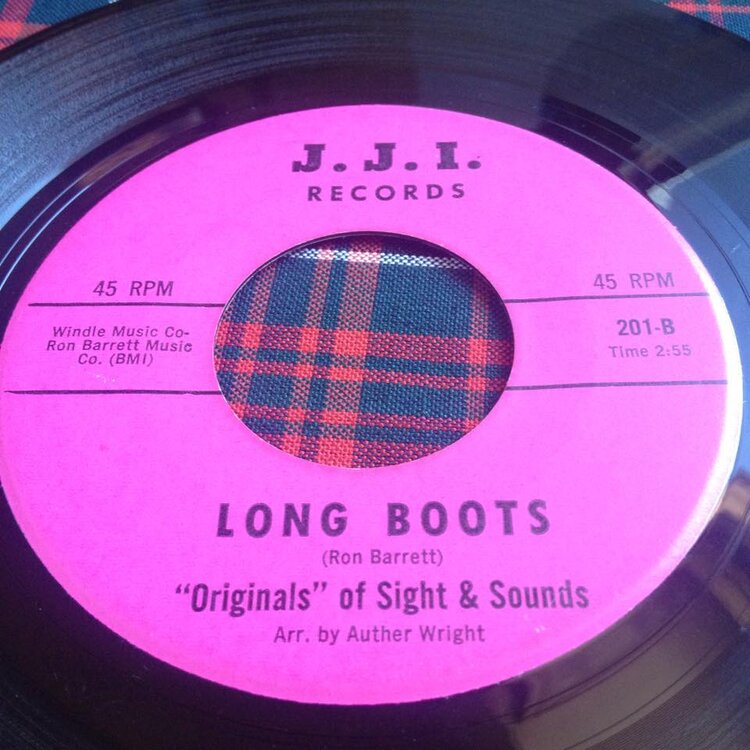 J. J. I.
RECORDS
45 RPM
45 RPM
Windle Music Co-
Ron Barrett Music
Co. (BMI)
201-B
Time 2:55
LONG BOOTS
(Ron Barrett)
"Originals" of Sight & Sounds
Arr. by Auther Wright